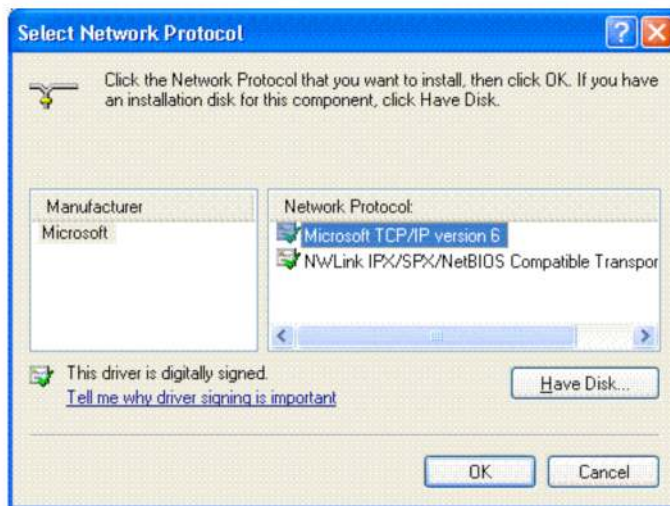 Select Network Protocol
Click the Network Protocol that you want to install, then click OK. If you have
an installation disk for this component, click Have Disk.
Manufacturer
Microsoft
Network Protocol:
Microsoft TCP/IP version 6
NWLink IPX/SPX/NetBIOS Compatible Transpor
This driver is digitally signed.
Tell me why driver signing is important
Have Disk...
OK
Cancel